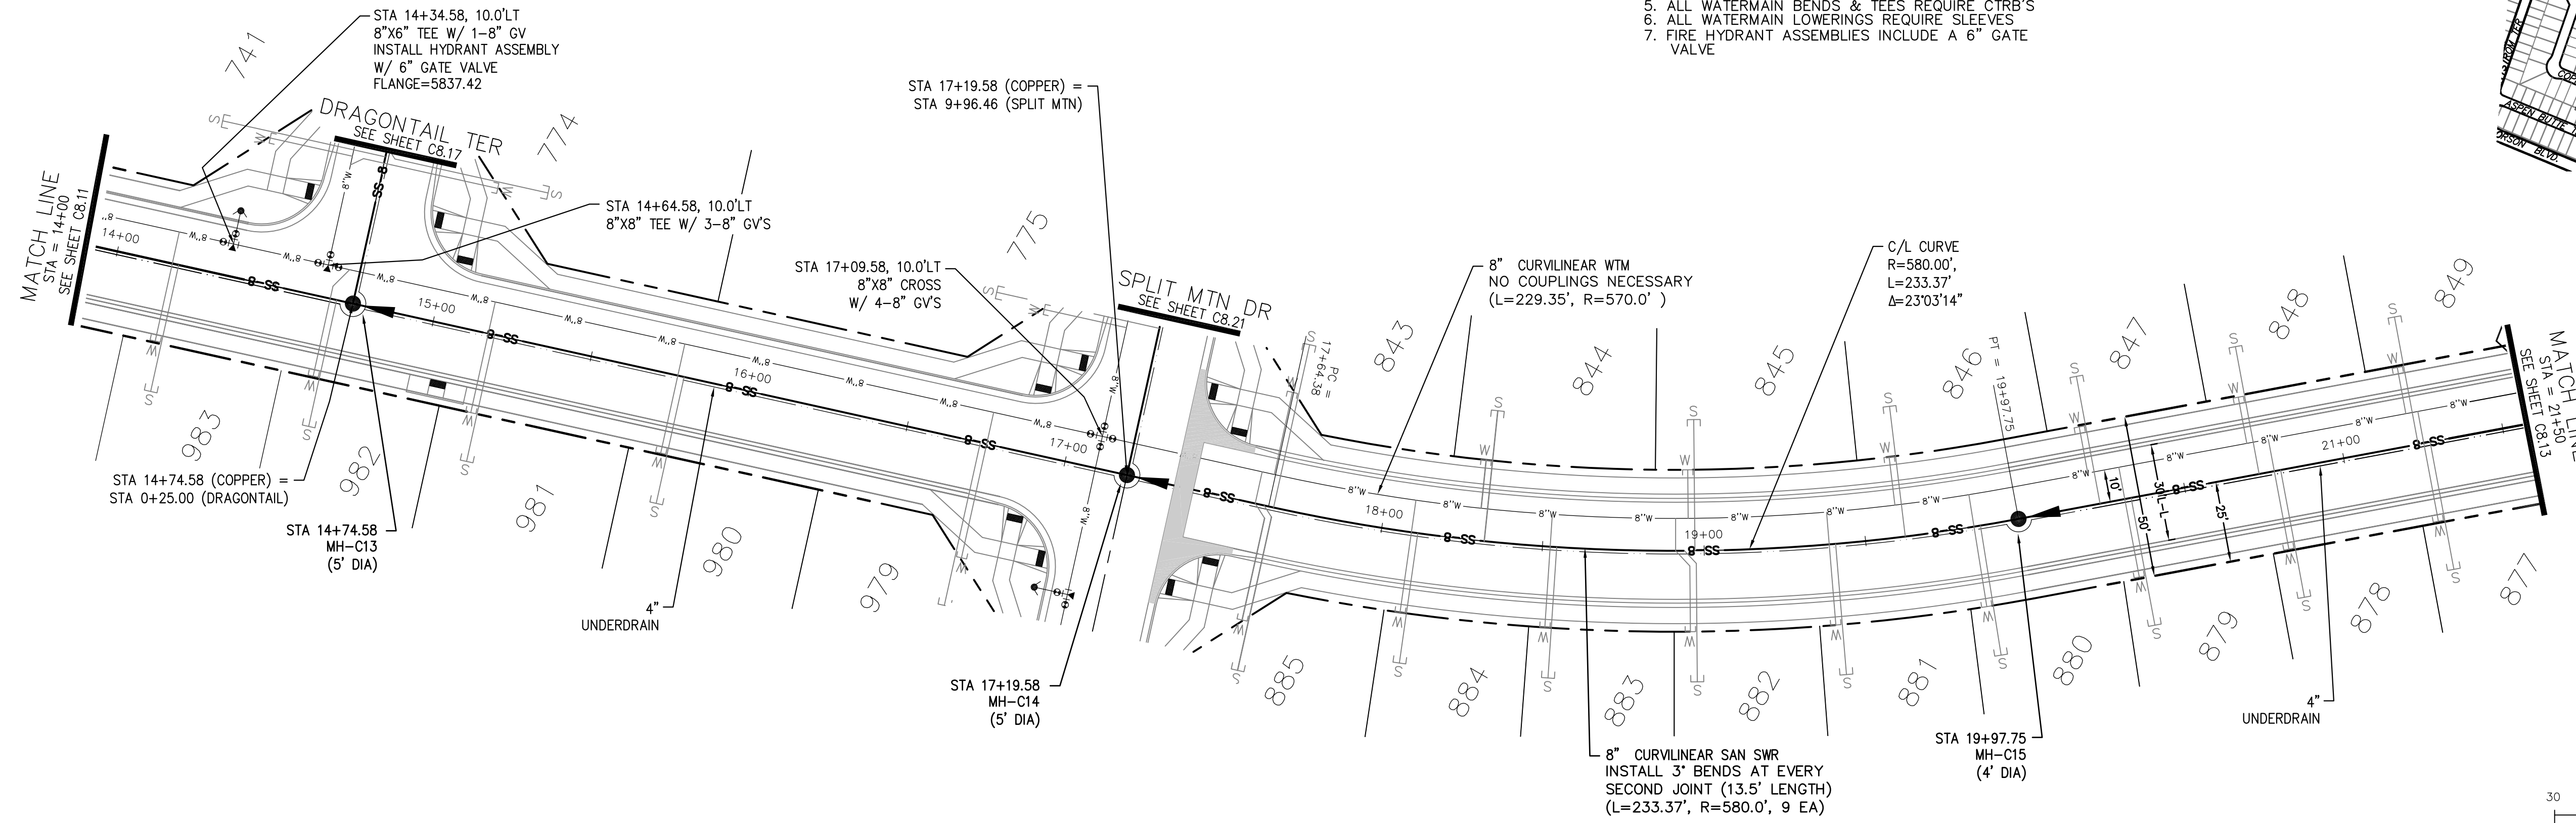 STA 14+34.58, 10.0'LT
8"X6" TEE W/ 1-8" GV
INSTALL HYDRANT ASSEMBLY
W/ 6" GATE VALVE
FLANGE=5837.42
5. ALL WATERMAIN BENDS & TEES REQUIRE CTRB'S
6. ALL WATERMAIN LOWERINGS REQUIRE SLEEVES
7. FIRE HYDRANT ASSEMBLIES INCLUDE A 6" GATE
VALVE
ASPEN BUTTE
BLVD.
741
DRAGONTAIL TER
SEE SHEET C8.17
774
STA 17+19.58 (COPPER) =
STA 9+96.46 (SPLIT MTN)
MATCH LINE
STA = 14+00
SEE SHEET C8.11
STA 14+64.58, 10.0'LT
8"X8" TEE W/ 3-8" GV'S
775
STA 17+09.58, 10.0'LT
8"X8" CROSS
W/ 4-8" GV'S
SPLIT MTN DR
SEE SHEET C8.21
8" CURVILINEAR WTM
NO COUPLINGS NECESSARY
(L=229.35', R=570.0' )
C/L CURVE
R=580.00',
L=233.37'
Δ=23°03'14"
PC =
17+64.38
843
844
845
846
847
848
849
PT = 19+97.75
MATCH LINE
STA = 21+50
SEE SHEET C8.13
14+00
15+00
16+00
17+00
18+00
19+00
21+00
8"W
SS-8
10'
50'
30'L-L
25'
983
982
981
980
979
885
884
883
882
881
880
879
878
877
STA 14+74.58 (COPPER) =
STA 0+25.00 (DRAGONTAIL)
STA 14+74.58
MH-C13
(5' DIA)
4"
UNDERDRAIN
STA 17+19.58
MH-C14
(5' DIA)
8" CURVILINEAR SAN SWR
INSTALL 3° BENDS AT EVERY
SECOND JOINT (13.5' LENGTH)
(L=233.37', R=580.0', 9 EA)
STA 19+97.75
MH-C15
(4' DIA)
4"
UNDERDRAIN
30